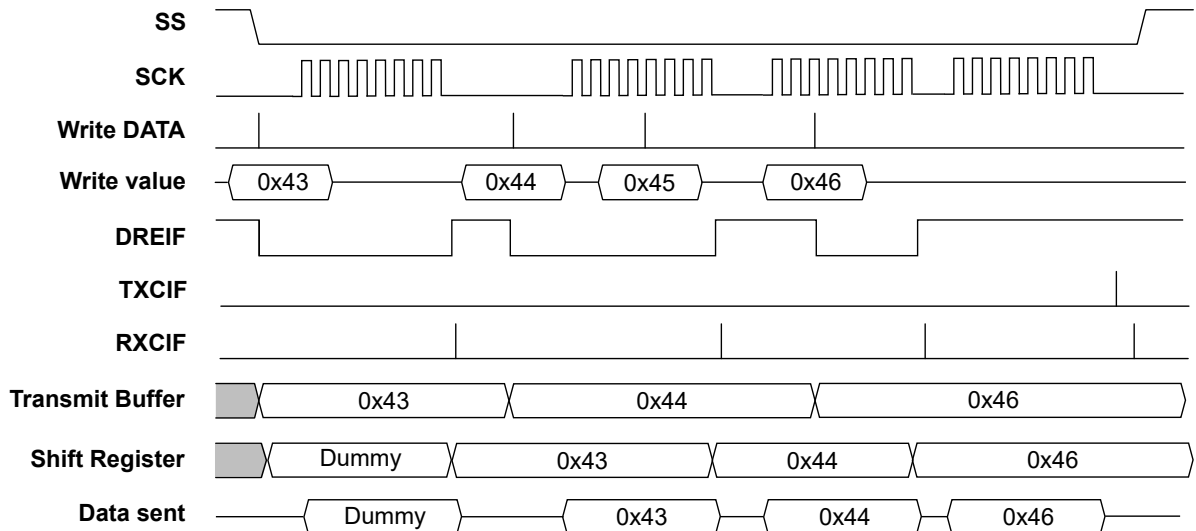 SS
SCK
Write DATA
Write value 0x43 0x44 0x45 0x46
DREIF
TXCIF
RXCIF
Transmit Buffer 0x43 0x44 0x46
Shift Register Dummy 0x43 0x44 0x46
Data sent Dummy 0x43 0x44 0x46